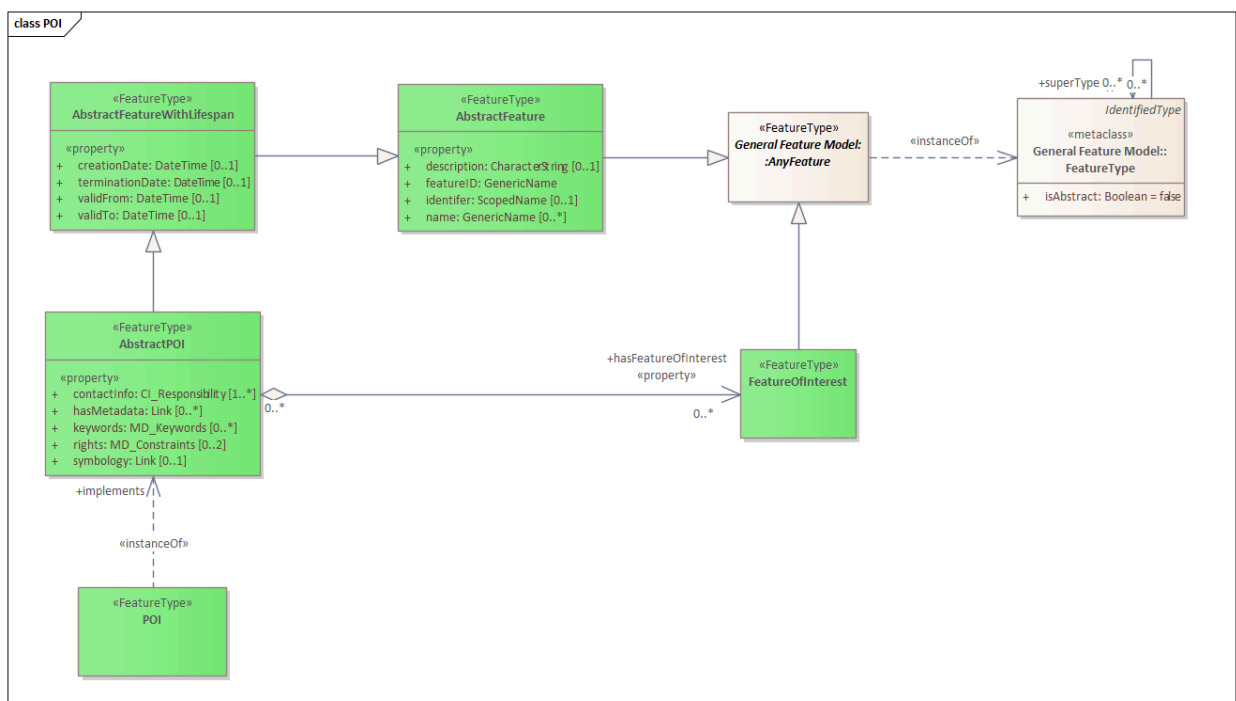 class POI
«FeatureType»
AbstractFeatureWithLifespan
«property»
+ creationDate: DateTime [0..1]
+ terminationDate: DateTime [0..1]
+ validFrom: DateTime [0..1]
+ validTo: DateTime [0..1]
«FeatureType»
AbstractFeature
«property»
+ description: CharacterString [0..1]
+ featureID: GenericName
+ identifer: ScopedName [0..1]
+ name: GenericName [0..*]
«FeatureType»
General Feature Model:
:AnyFeature
«instanceOf»
+superType 0..* 0..*
IdentifiedType
«metaclass»
General Feature Model::
FeatureType
+ isAbstract: Boolean = false
«FeatureType»
AbstractPOI
«property»
+ contactInfo: CI_Responsibility [1..*]
+ hasMetadata: Link [0..*]
+ keywords: MD_Keywords [0..*]
+ rights: MD_Constraints [0..2]
+ symbology: Link [0..1]
0..*
+hasFeatureOfInterest
«property»
0..*
«FeatureType»
FeatureOfInterest
+implements
«instanceOf»
«FeatureType»
POI